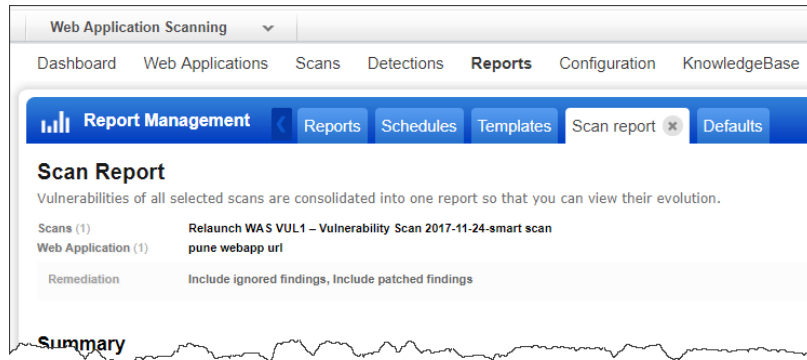 Web Application Scanning
Dashboard Web Applications Scans Detections Reports Configuration KnowledgeBase
Report Management Reports Schedules Templates Scan report Defaults
Scan Report
Vulnerabilities of all selected scans are consolidated into one report so that you can view their evolution.
Scans (1) Relaunch WAS VUL1 – Vulnerability Scan 2017-11-24-smart scan
Web Application (1) pune webapp url
Remediation Include ignored findings, Include patched findings
Summary